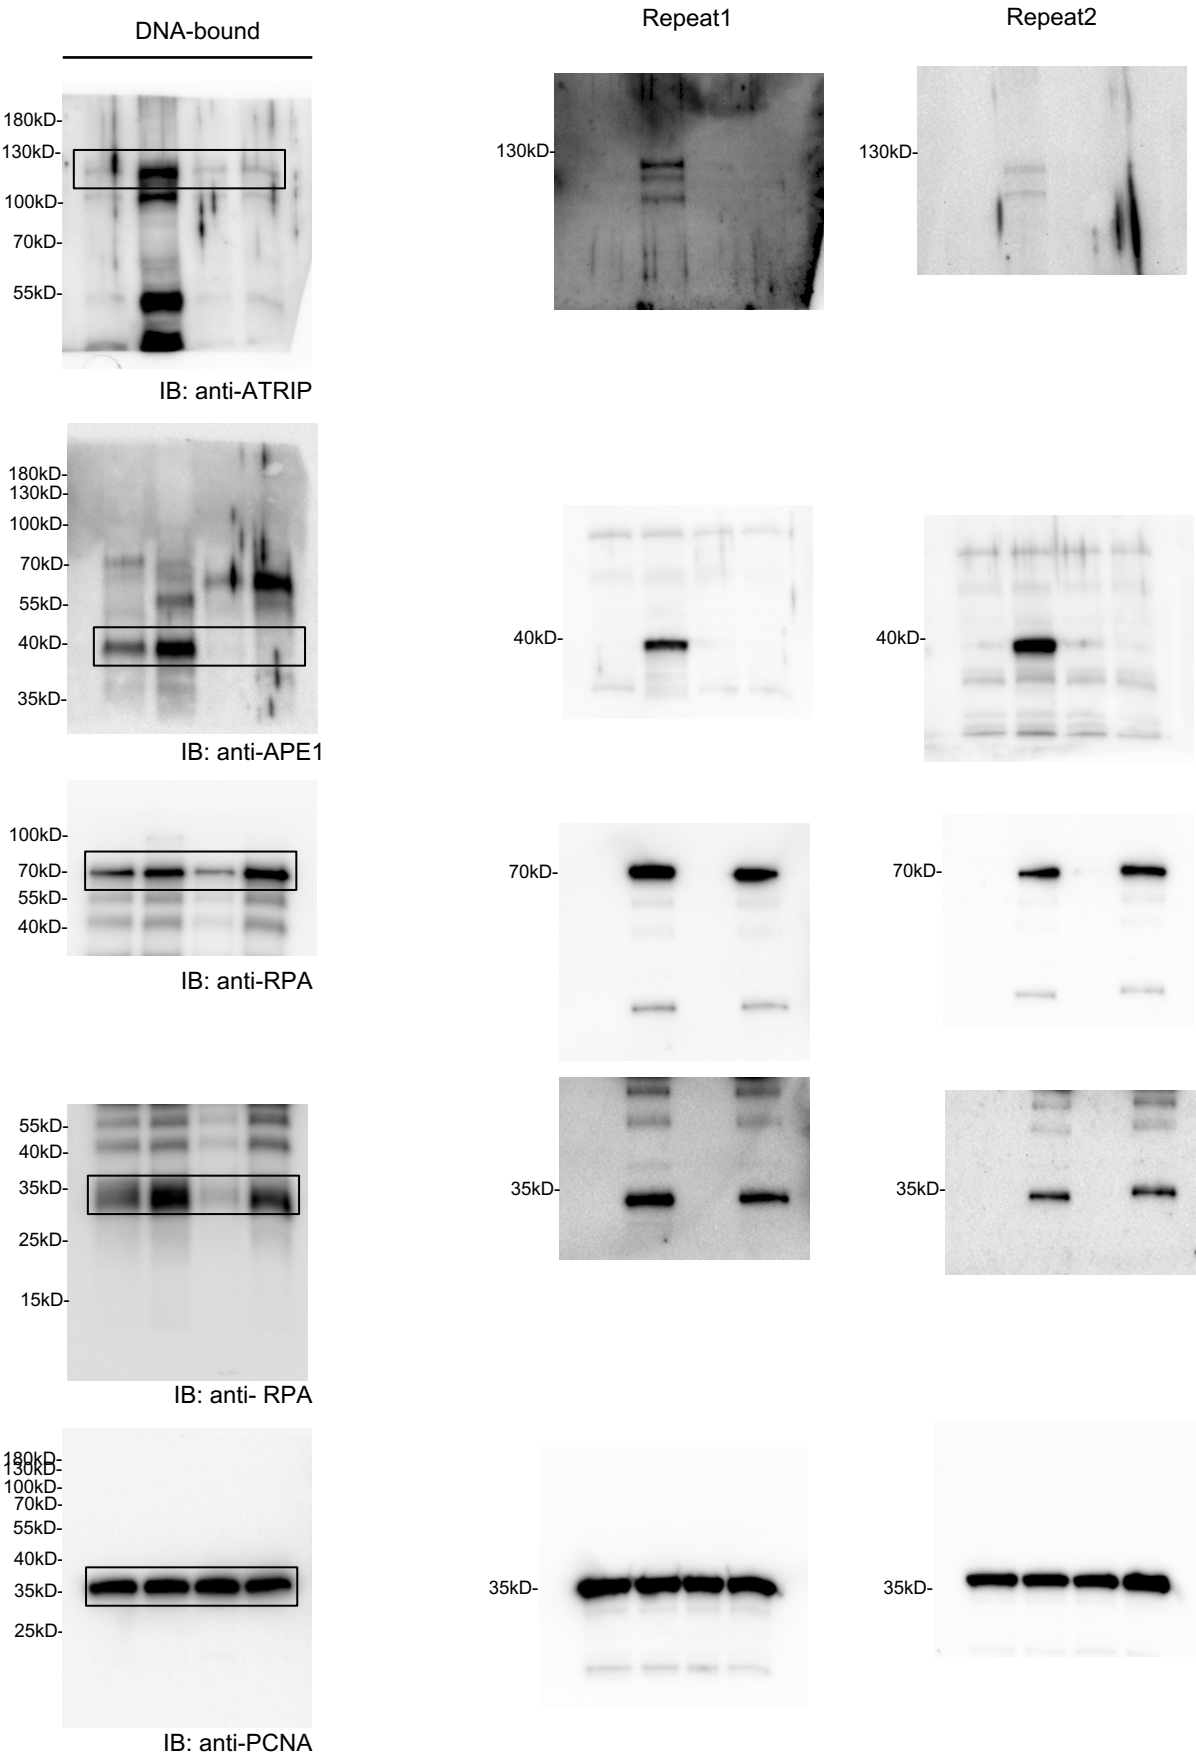 DNA-bound
Repeat1
Repeat2
180kD-
130kD-
100kD-
70kD-
55kD-
130kD-
130kD-
IB: anti-ATRIP
180kD-
130kD-
100kD-
70kD-
55kD-
40kD-
35kD-
40kD-
40kD-
IB: anti-APE1
100kD-
70kD-
55kD-
40kD-
70kD-
70kD-
IB: anti-RPA
55kD-
40kD-
35kD-
25kD-
15kD-
35kD-
35kD-
IB: anti- RPA
180kD-
130kD-
100kD-
70kD-
55kD-
40kD-
35kD-
25kD-
35kD-
35kD-
IB: anti-PCNA